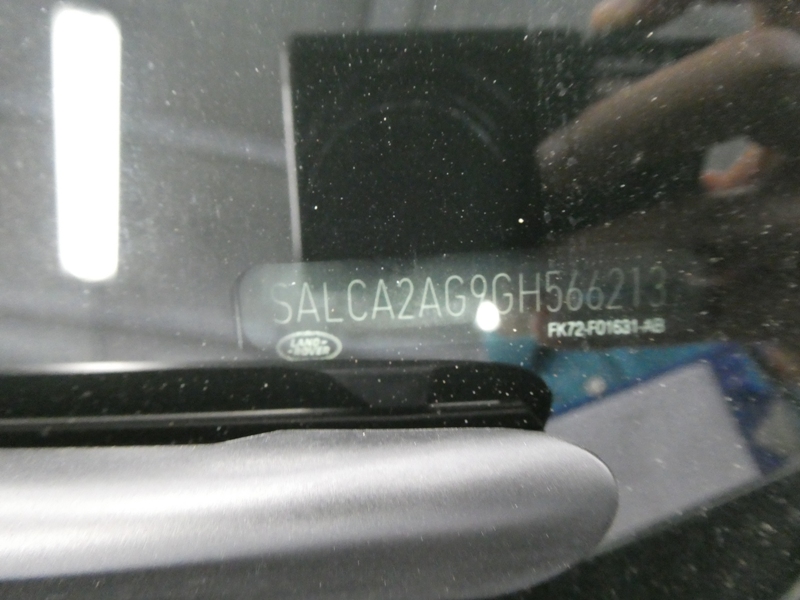 SALCA2AG9GH566213
FK72-F01631-AB
LAND-
-ROVER